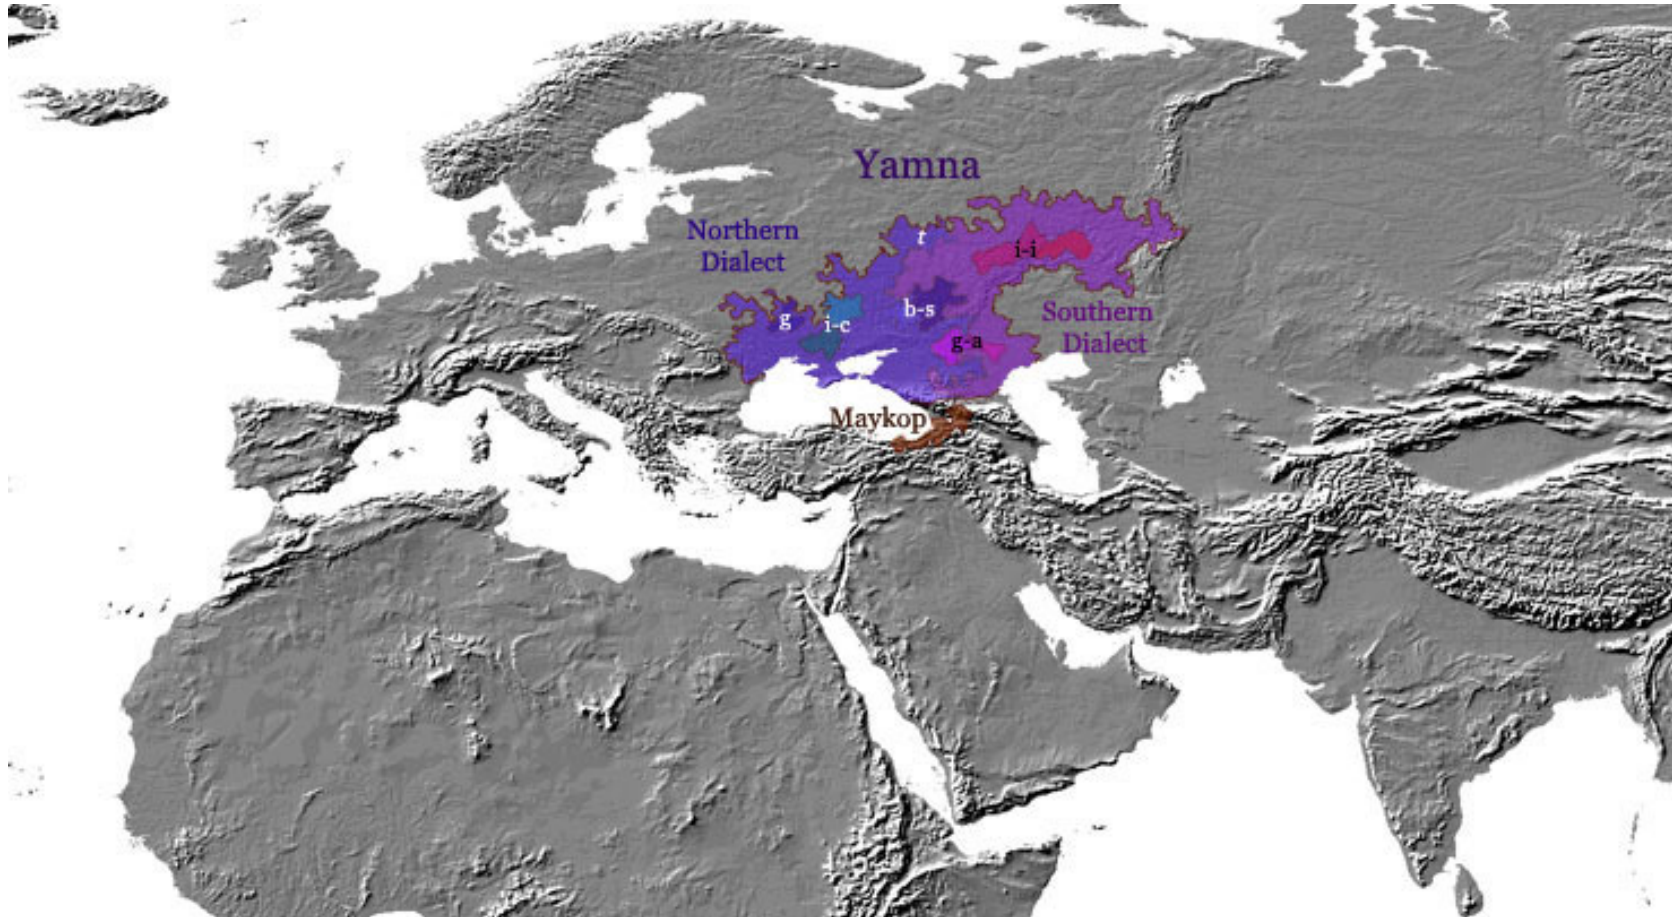 Yamna
Northern
Dialect
t
i-i
g
i-c
b-s
Southern
Dialect
g-a
Maykop